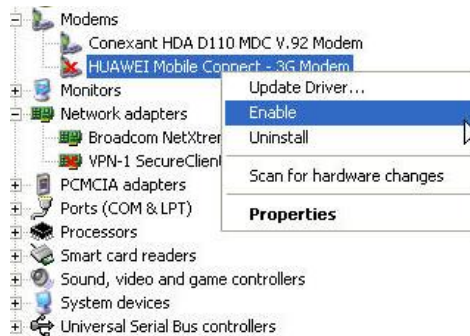 Modems
Conexant HDA D110 MDC V.92 Modem
HUAWEI Mobile Connect - 3G Modem
Monitors
Network adapters
Broadcom NetXtrem
VPN-1 SecureClient
PCMCIA adapters
Ports (COM & LPT)
Processors
Smart card readers
Sound, video and game controllers
System devices
Universal Serial Bus controllers
Update Driver...
Enable
Uninstall
Scan for hardware changes
Properties